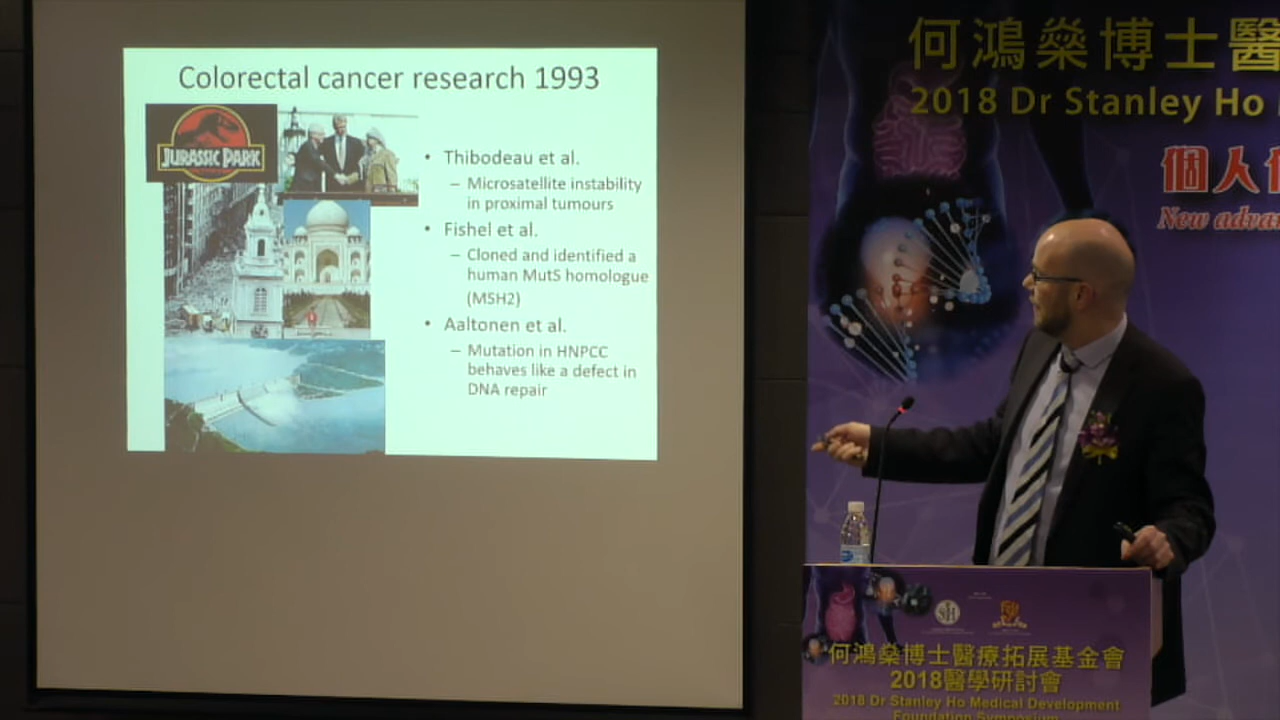 Colorectal cancer research 1993
JURASSIC PARK
• Thibodeau et al.
– Microsatellite instability
in proximal tumours
• Fishel et al.
– Cloned and identified a
human MutS homologue
(MSH2)
• Aaltonen et al.
– Mutation in HNPCC
behaves like a defect in
DNA repair
何鴻燊博士醫
2018 Dr Stanley Ho
個人
New adva
何鴻燊博士醫療拓展基金會
2018醫學研討會
2018 Dr Stanley Ho Medical Development
Foundation Symposium